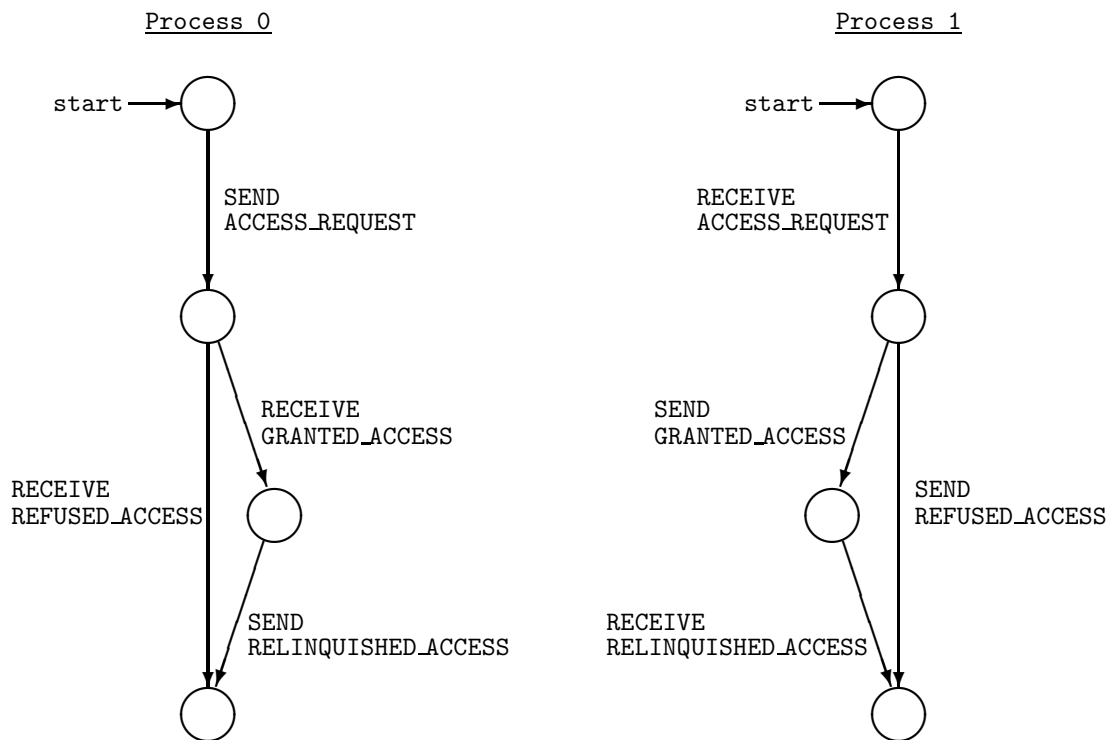 Process 0
Process 1
start
start
SEND
ACCESS_REQUEST
RECEIVE
ACCESS_REQUEST
RECEIVE
GRANTED_ACCESS
SEND
GRANTED_ACCESS
RECEIVE
REFUSED_ACCESS
SEND
REFUSED_ACCESS
SEND
RELINQUISHED_ACCESS
RECEIVE
RELINQUISHED_ACCESS